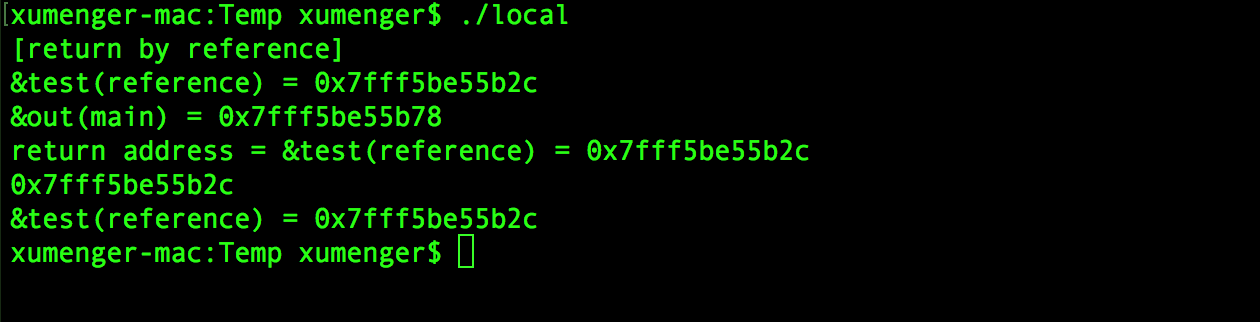 [xumenger-mac:Temp xumenger$ ./local
[return by reference]
&test(reference) = 0x7fff5be55b2c
&out(main) = 0x7fff5be55b78
return address = &test(reference) = 0x7fff5be55b2c
0x7fff5be55b2c
&test(reference) = 0x7fff5be55b2c
xumenger-mac:Temp xumenger$